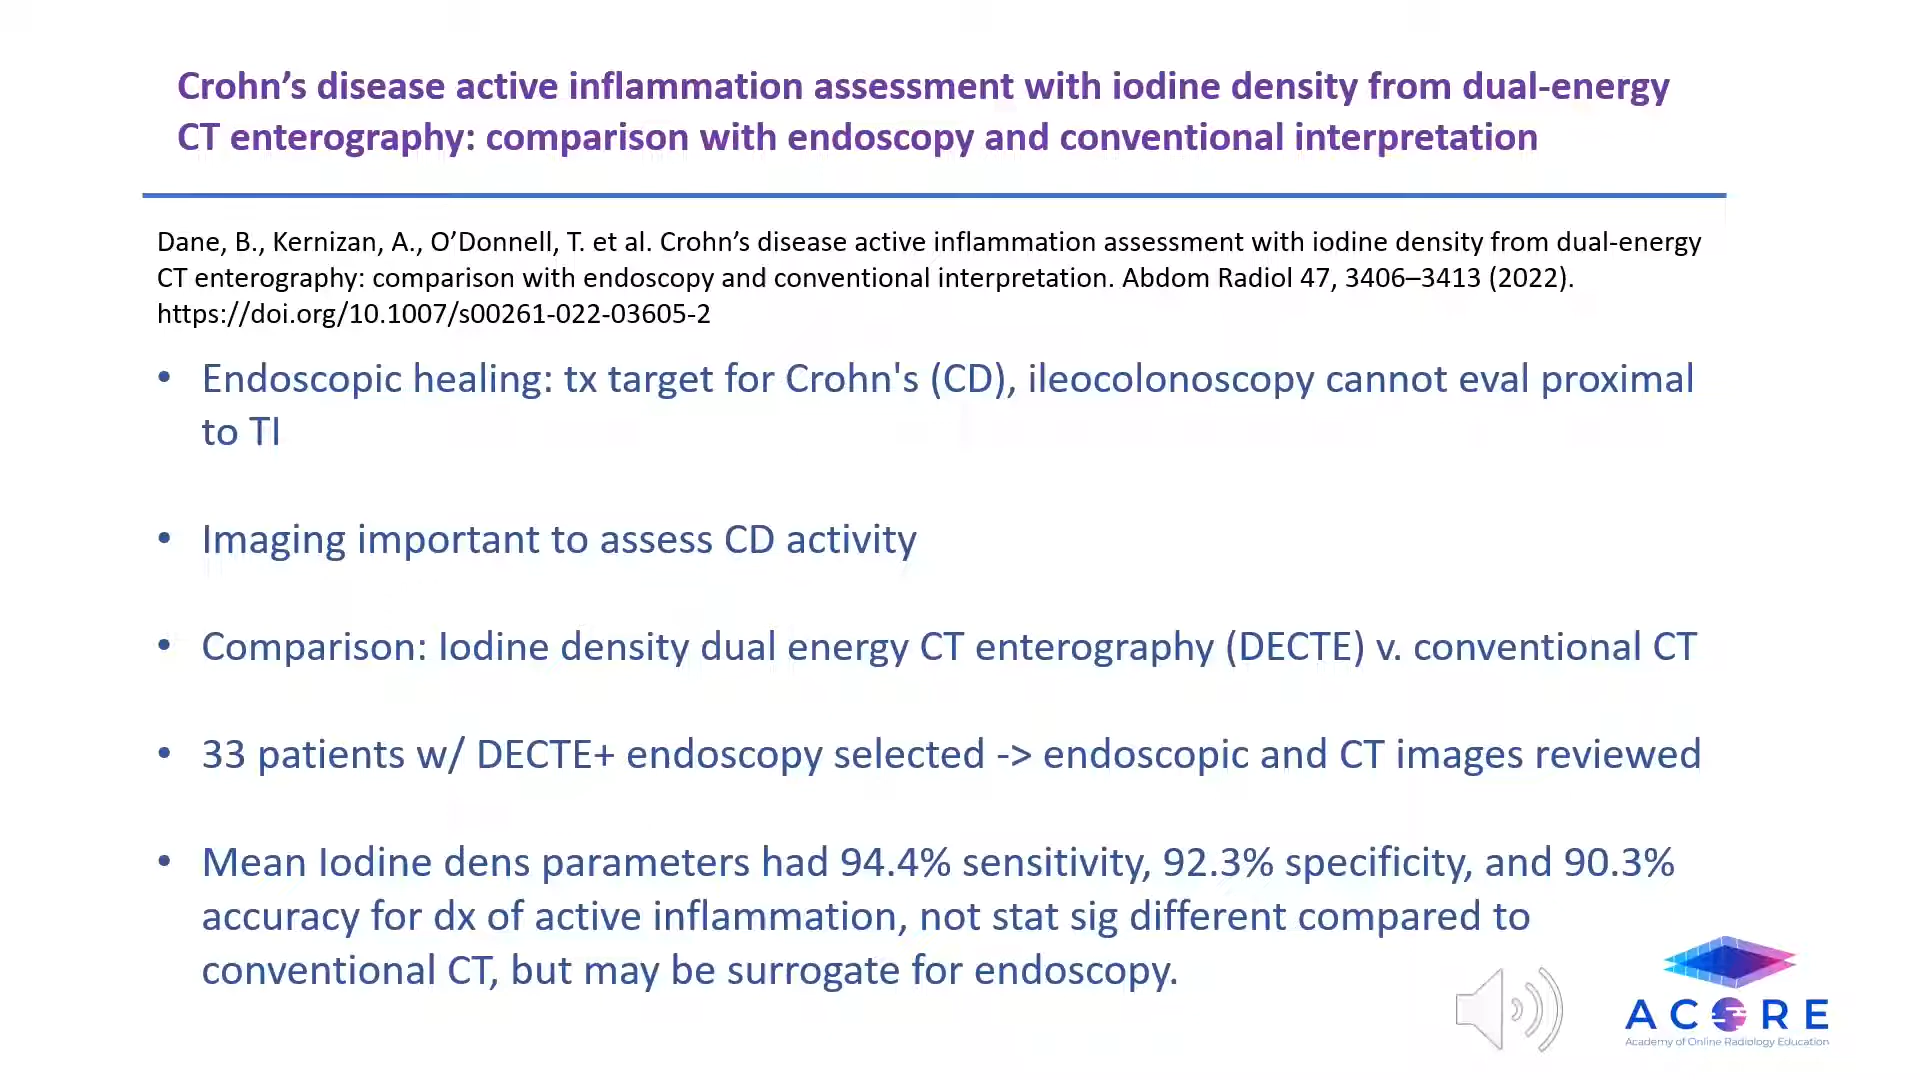 Crohn’s disease active inflammation assessment with iodine density from dual-energy
CT enterography: comparison with endoscopy and conventional interpretation
Dane, B., Kernizan, A., O’Donnell, T. et al. Crohn’s disease active inflammation assessment with iodine density from dual-energy
CT enterography: comparison with endoscopy and conventional interpretation. Abdom Radiol 47, 3406–3413 (2022).
https://doi.org/10.1007/s00261-022-03605-2
• Endoscopic healing: tx target for Crohn's (CD), ileocolonoscopy cannot eval proximal
to TI
• Imaging important to assess CD activity
• Comparison: Iodine density dual energy CT enterography (DECTE) v. conventional CT
• 33 patients w/ DECTE+ endoscopy selected -> endoscopic and CT images reviewed
• Mean Iodine dens parameters had 94.4% sensitivity, 92.3% specificity, and 90.3%
accuracy for dx of active inflammation, not stat sig different compared to
conventional CT, but may be surrogate for endoscopy.
ACORE
Academy of Online Radiology Education